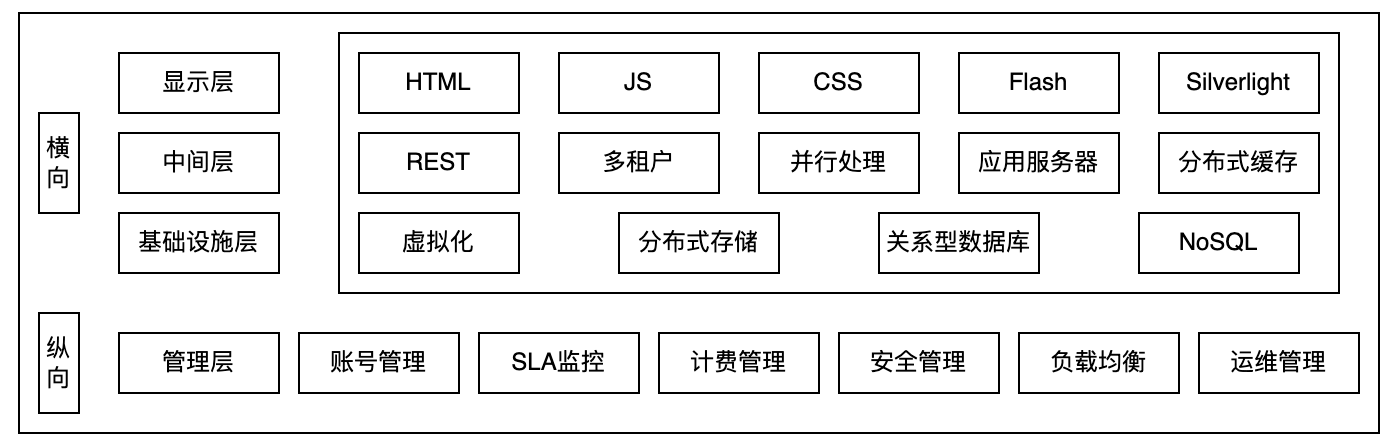 横向
显示层 HTML JS CSS Flash Silverlight
中间层 REST 多租户 并行处理 应用服务器 分布式缓存
基础设施层 虚拟化 分布式存储 关系型数据库 NoSQL
纵向
管理层 账号管理 SLA监控 计费管理 安全管理 负载均衡 运维管理